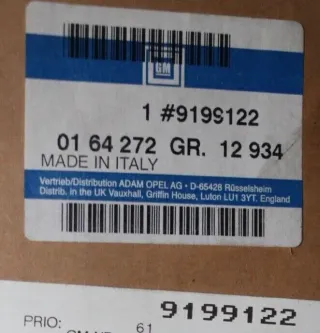 GM
1 #9199122
01 64 272 GR. 12 934
MADE IN ITALY
Vertrieb/Distribution ADAM OPEL AG • D-65428 Rüsselsheim
Distrib. in the UK Vauxhall, Griffin House, Luton LU1 3YT. England
9199122
PRIO:
61